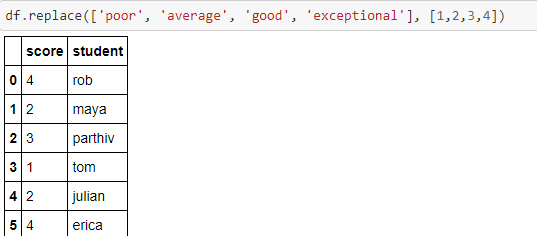 df.replace(['poor', 'average', 'good', 'exceptional'], [1,2,3,4])
score student
0 4 rob
1 2 maya
2 3 parthiv
3 1 tom
4 2 julian
5 4 erica